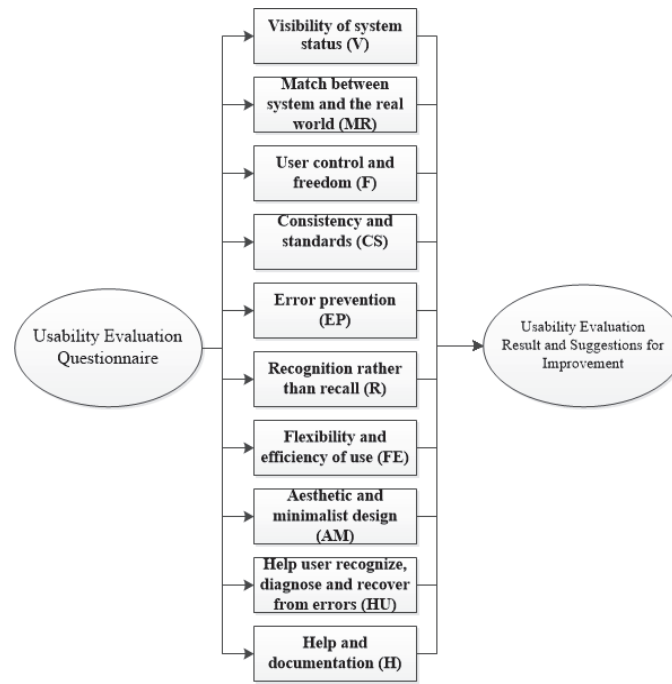 Visibility of system
status (V)
Match between
system and the real
world (MR)
User control and
freedom (F)
Consistency and
standards (CS)
Error prevention
(EP)
Recognition rather
than recall (R)
Flexibility and
efficiency of use (FE)
Aesthetic and
minimalist design
(AM)
Help user recognize,
diagnose and recover
from errors (HU)
Help and
documentation (H)
Usability Evaluation
Questionnaire
Usability Evaluation
Result and Suggestions for
Improvement